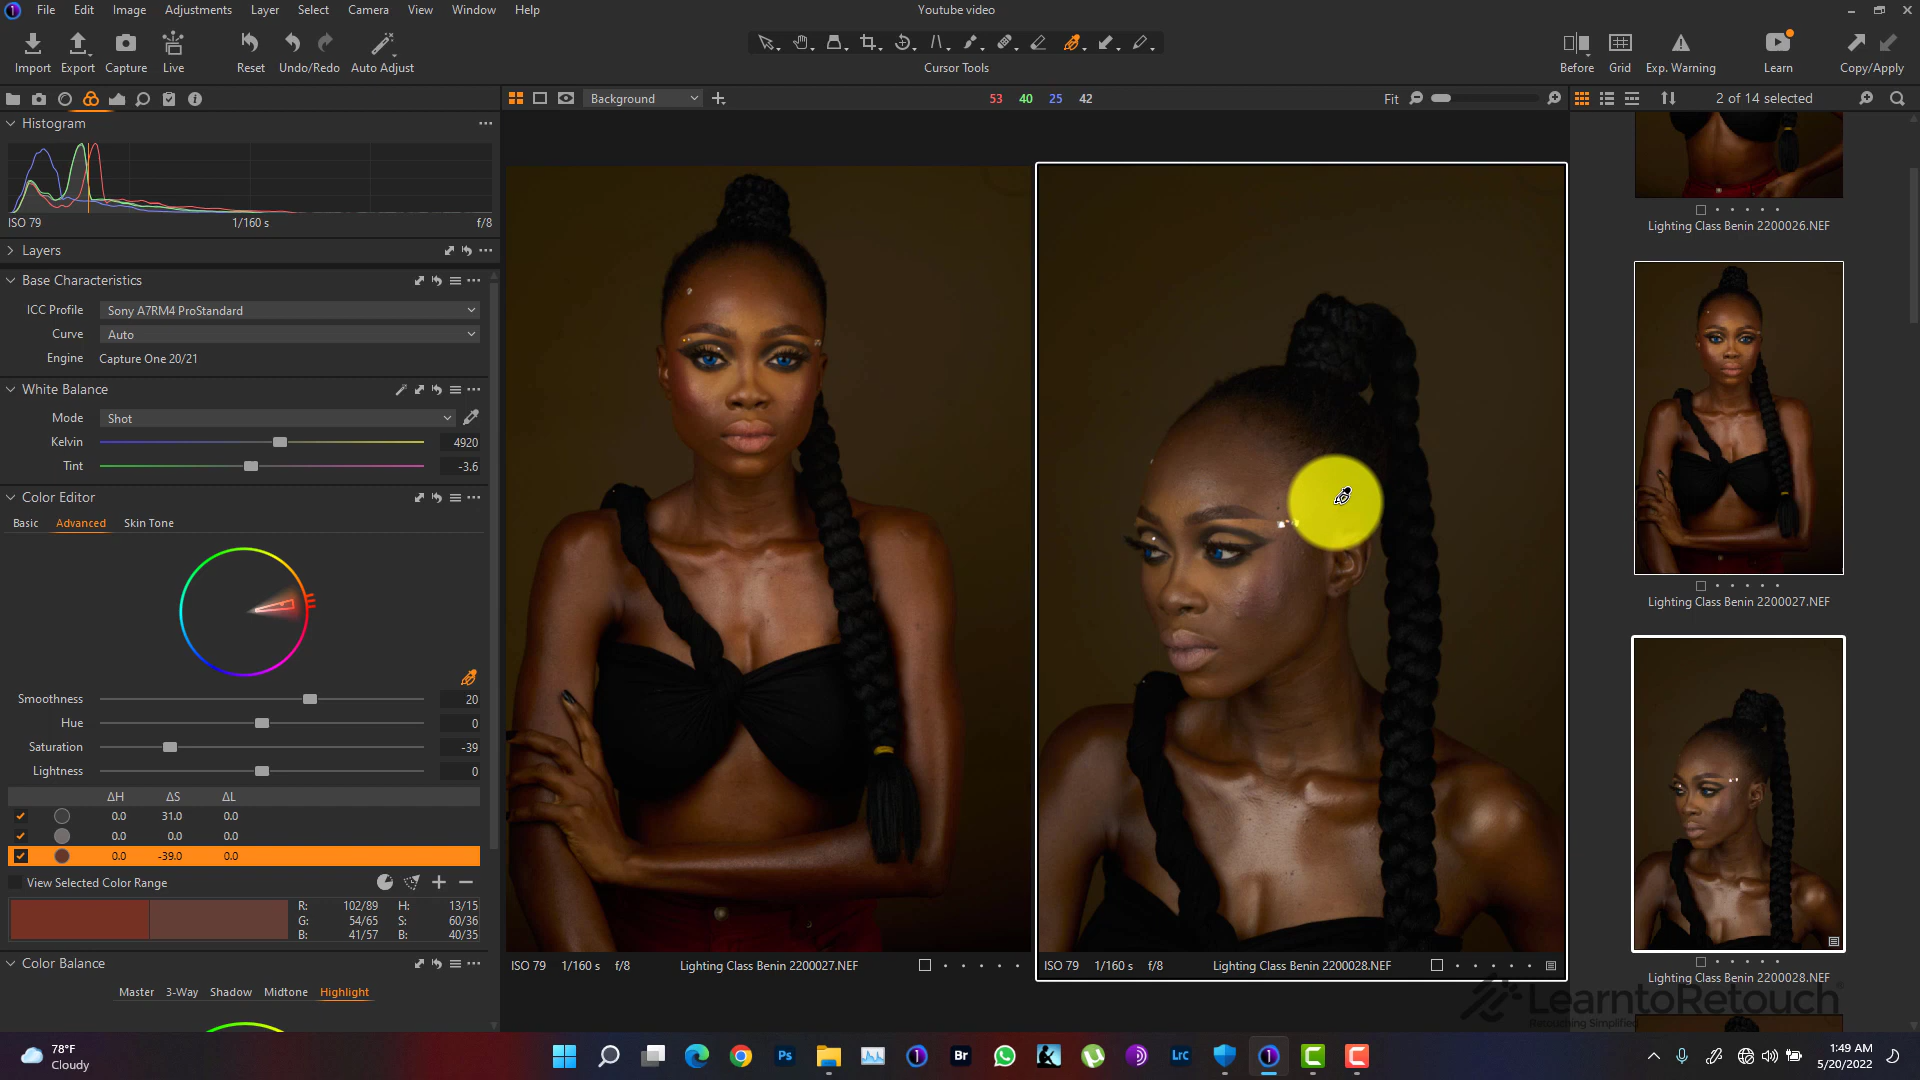 File Edit Image Adjustments Layer Select Camera View Window Help
Youtube video
Import Export Capture Live Reset Undo/Redo Auto Adjust
Cursor Tools
Before Grid Exp. Warning Learn Copy/Apply
Background
53 40 25 42
Fit
2 of 14 selected
Histogram
ISO 79 1/160 s f/8
Layers
Base Characteristics
ICC Profile Sony A7RM4 ProStandard
Curve Auto
Engine Capture One 20/21
White Balance
Mode Shot
Kelvin 4920
Tint -3.6
Color Editor
Basic Advanced Skin Tone
Smoothness 20
Hue 0
Saturation -39
Lightness 0
ΔH ΔS ΔL
0.0 31.0 0.0
0.0 0.0 0.0
0.0 -39.0 0.0
View Selected Color Range
R: 102/89 H: 13/15
G: 54/65 S: 60/36
B: 41/57 B: 40/35
Color Balance
Master 3-Way Shadow Midtone Highlight
ISO 79 1/160 s f/8 Lighting Class Benin 2200027.NEF
ISO 79 1/160 s f/8 Lighting Class Benin 2200028.NEF
Lighting Class Benin 2200026.NEF
Lighting Class Benin 2200027.NEF
Lighting Class Benin 2200028.NEF
LearntoRetouch
Retouching Simplified
78°F
Cloudy
Ps
Br
LrC
1:49 AM
5/20/2022